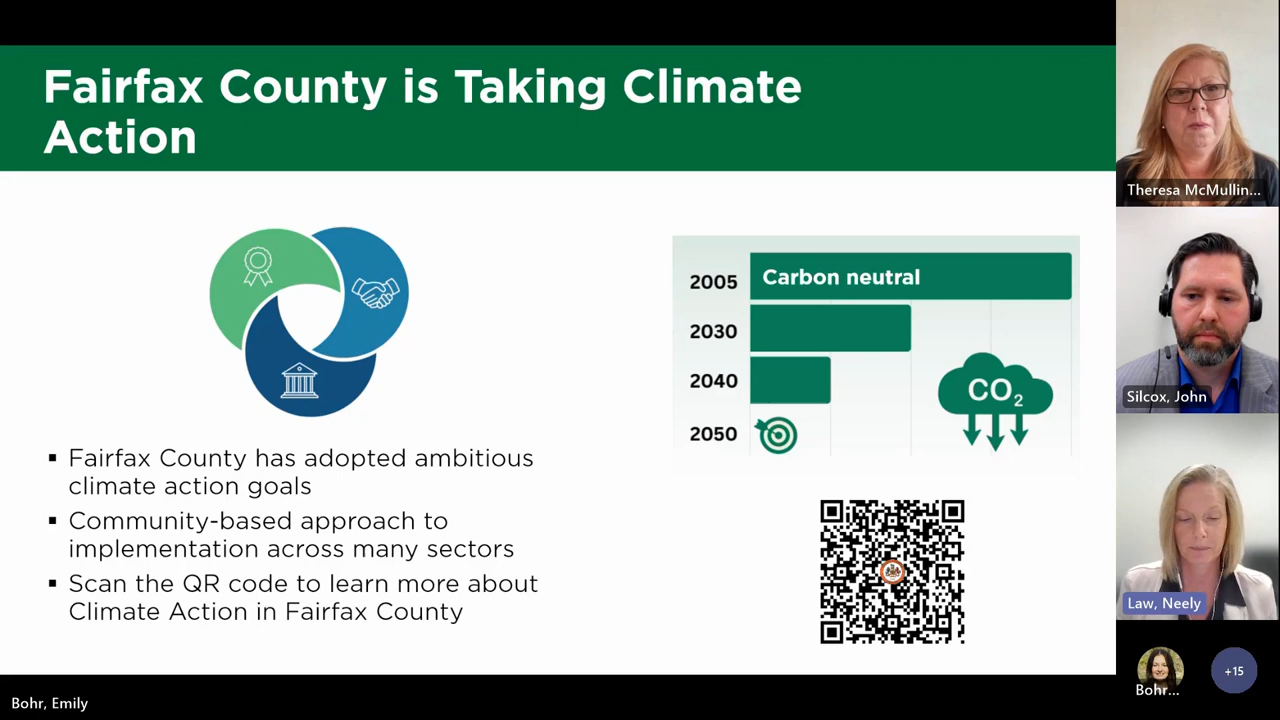 Fairfax County is Taking Climate
Action
2005
Carbon neutral
2030
2040
2050
CO2
▪ Fairfax County has adopted ambitious
climate action goals
▪ Community-based approach to
implementation across many sectors
▪ Scan the QR code to learn more about
Climate Action in Fairfax County
Theresa McMullin...
Silcox, John
Law, Neely
Bohr...
+15
Bohr, Emily